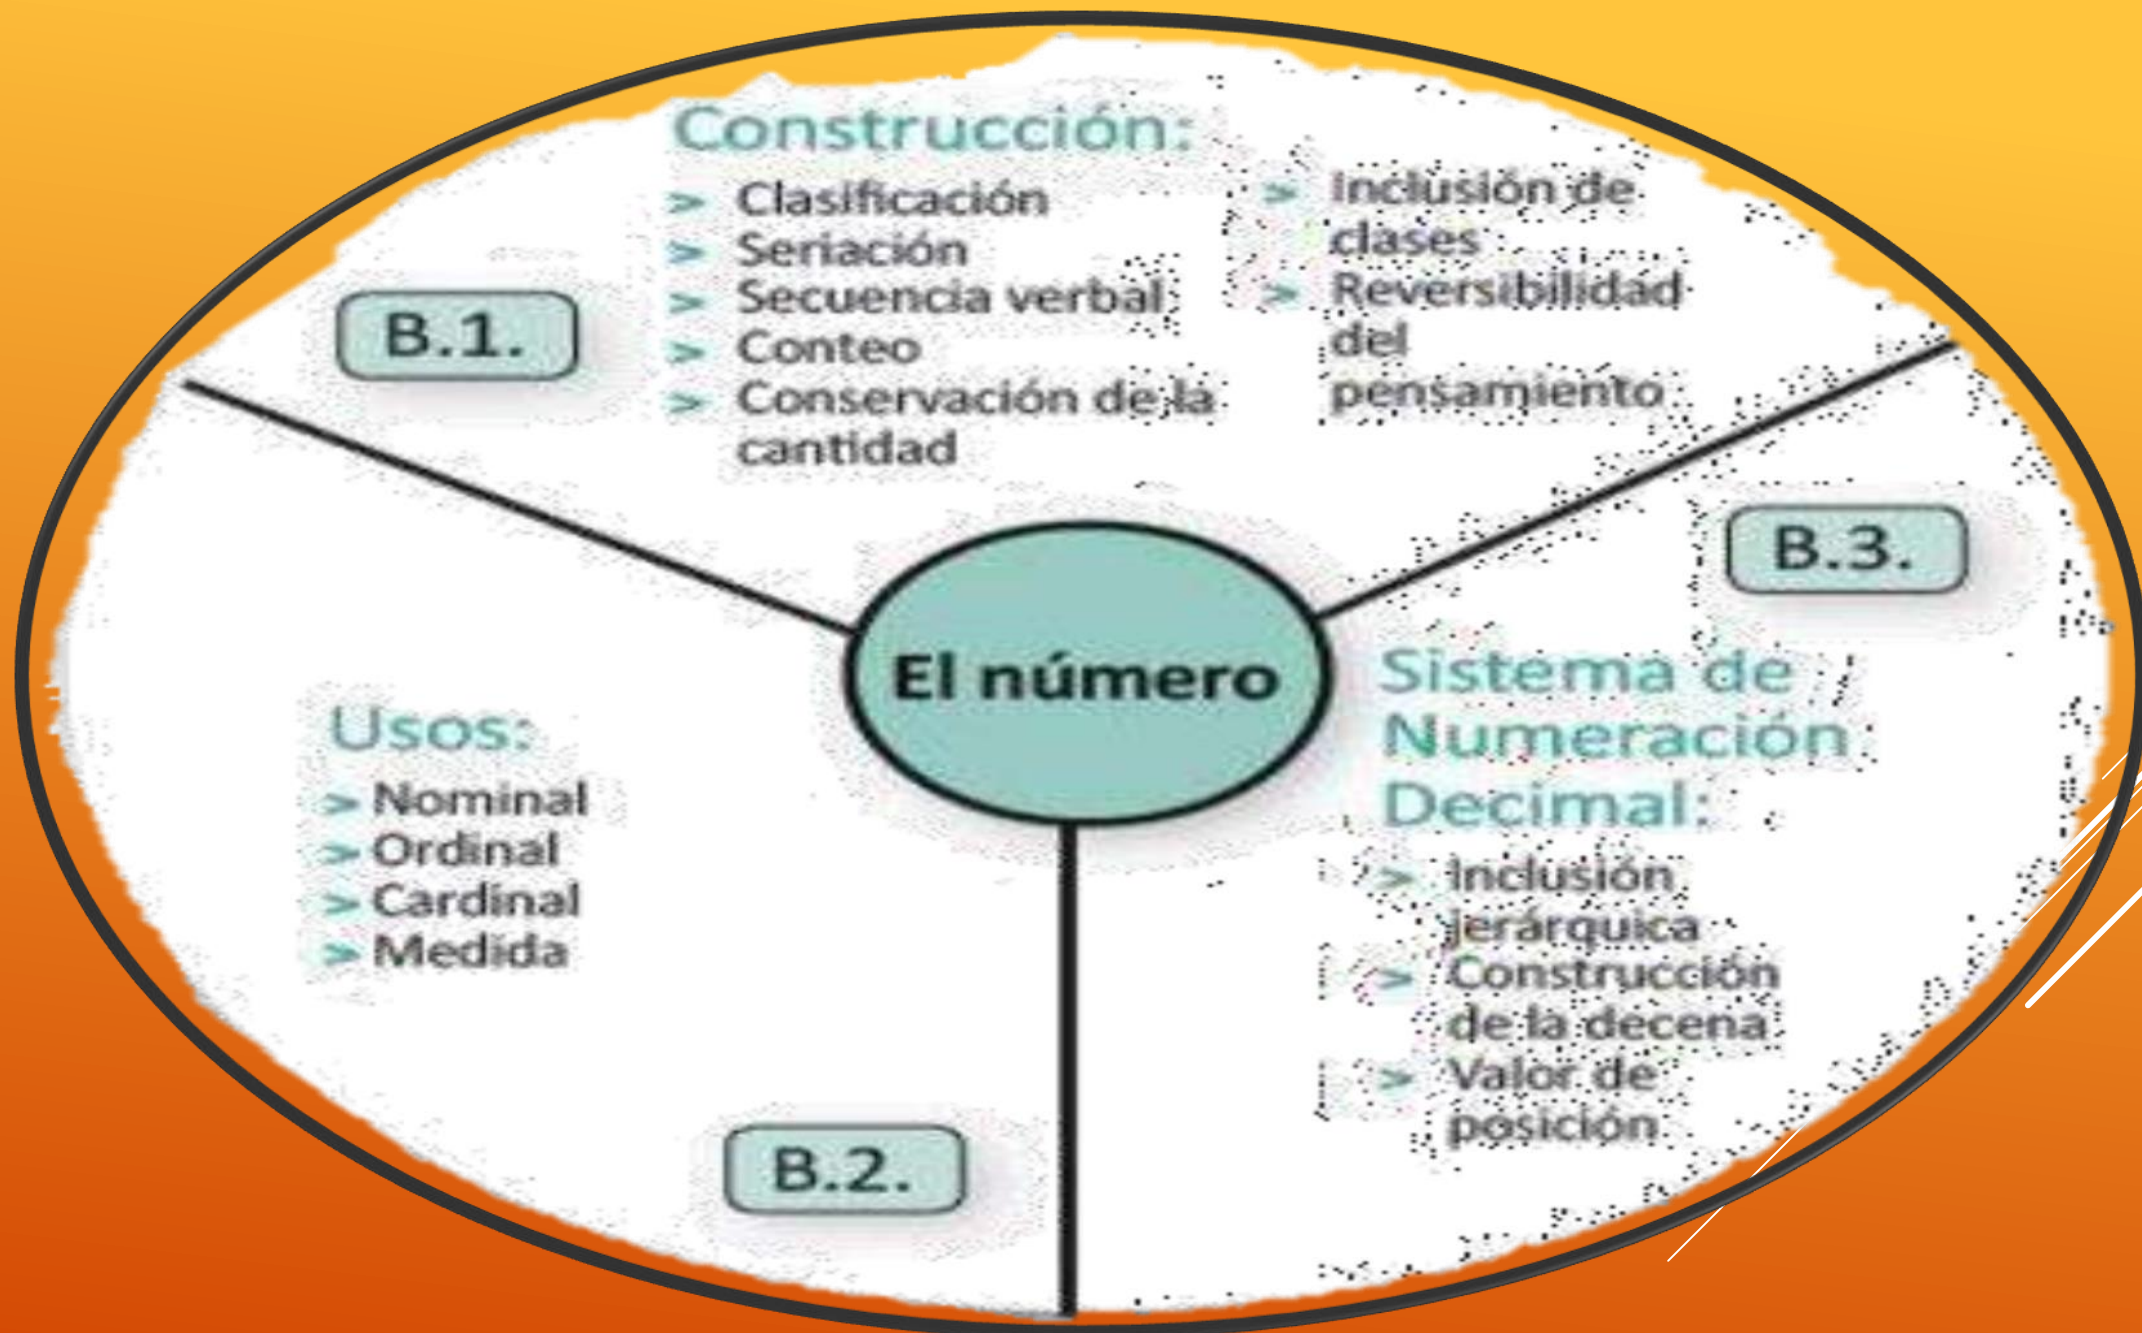 B.1.
Construcción:
> Clasificación
> Seriación
> Secuencia verbal
> Conteo
> Conservación de la
cantidad
> Inclusión de
clases
> Reversibilidad
del
pensamiento
El número
Usos:
> Nominal
> Ordinal
> Cardinal
> Medida
B.2.
B.3.
Sistema de
Numeración
Decimal:
> Inclusión
jerárquica
> Construcción
de la decena
> Valor de
posición